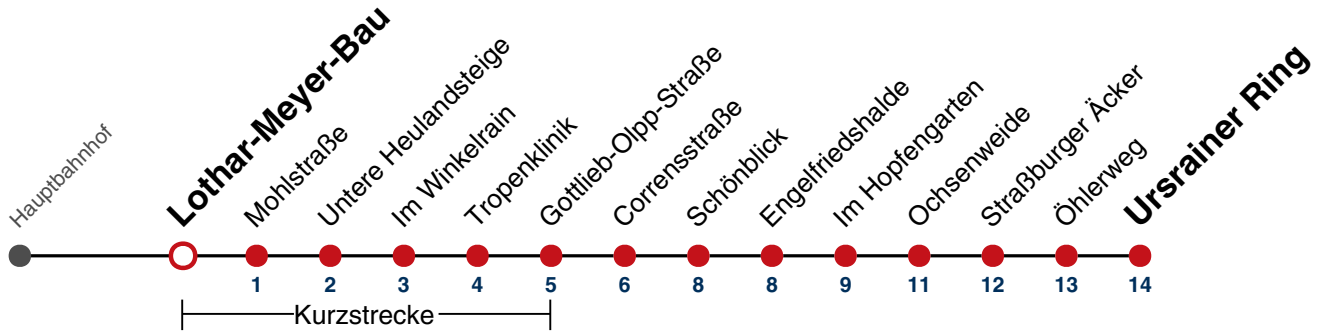 Hauptbahnhof
Lothar-Meyer-Bau
Mohlstraße
Untere Heulandsteige
Im Winkelrain
Tropenklinik
Gottlieb-Olpp-Straße
Corrensstraße
Schönblick
Engelfriedshalde
Im Hopfengarten
Ochsenweide
Straßburger Äcker
Öhlerweg
Ursrainer Ring
1 2 3 4 5 6 8 8 9 11 12 13 14
Kurzstrecke